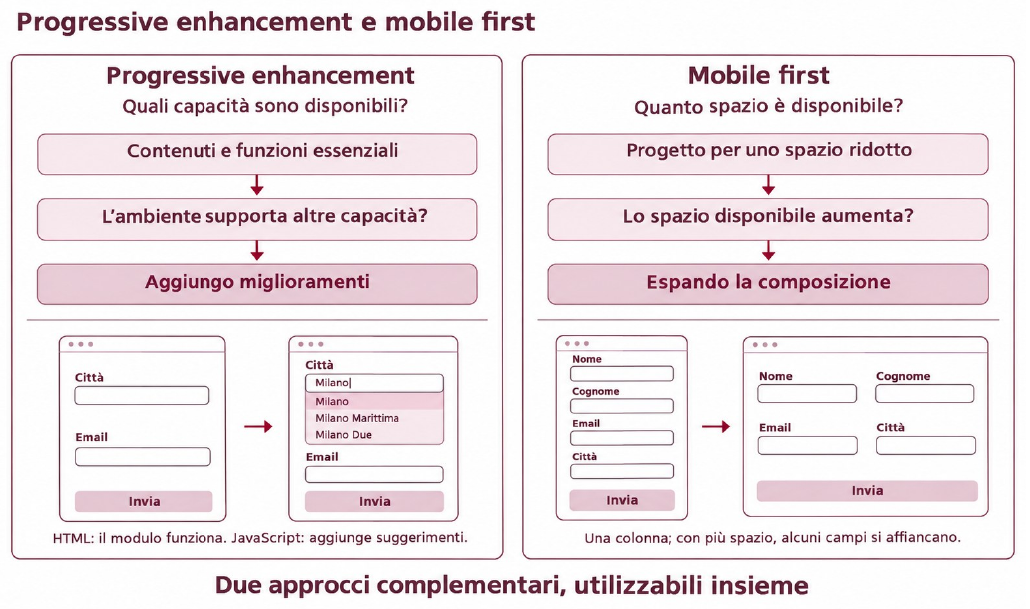 Progressive enhancement e mobile first
Progressive enhancement
Quali capacità sono disponibili?
Contenuti e funzioni essenziali
L’ambiente supporta altre capacità?
Aggiungo miglioramenti
Città
Email
Invia
Città
Milano
Milano
Milano Marittima
Milano Due
Email
Invia
HTML: il modulo funziona. JavaScript: aggiunge suggerimenti.
Mobile first
Quanto spazio è disponibile?
Progetto per uno spazio ridotto
Lo spazio disponibile aumenta?
Espando la composizione
Nome
Cognome
Email
Città
Invia
Nome Cognome
Email Città
Invia
Una colonna; con più spazio, alcuni campi si affiancano.
Due approcci complementari, utilizzabili insieme